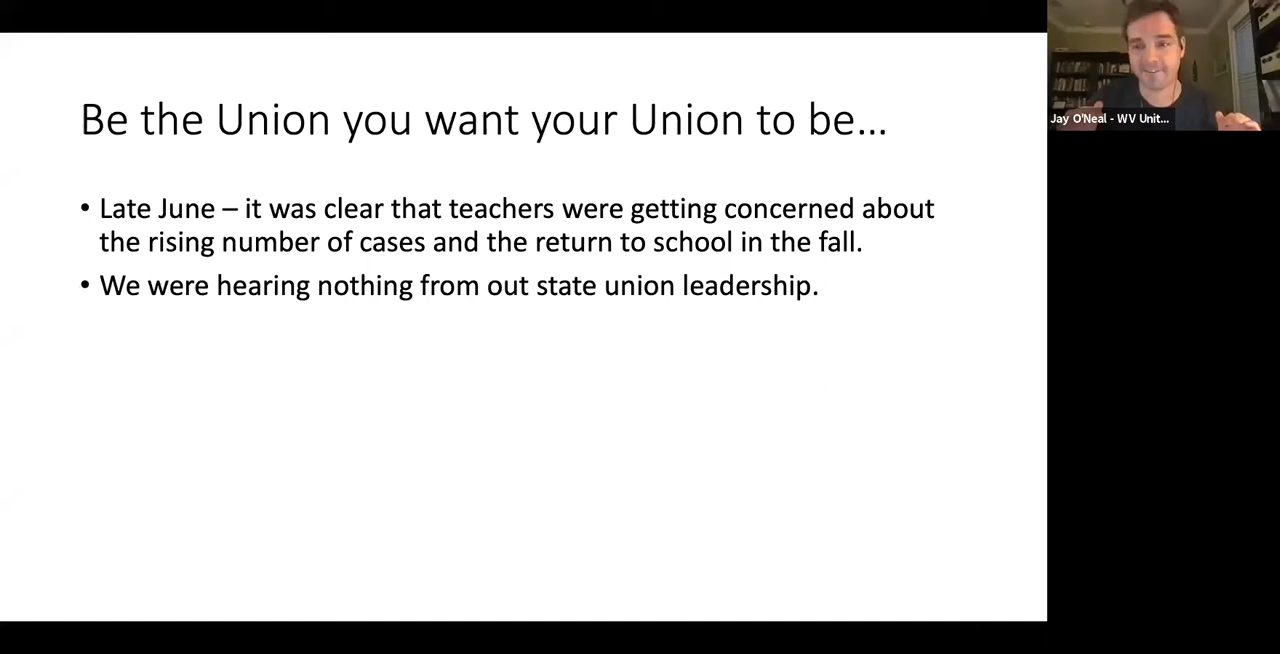 Be the Union you want your Union to be...
• Late June – it was clear that teachers were getting concerned about
the rising number of cases and the return to school in the fall.
• We were hearing nothing from out state union leadership.
Jay O'Neal - WV Unit...